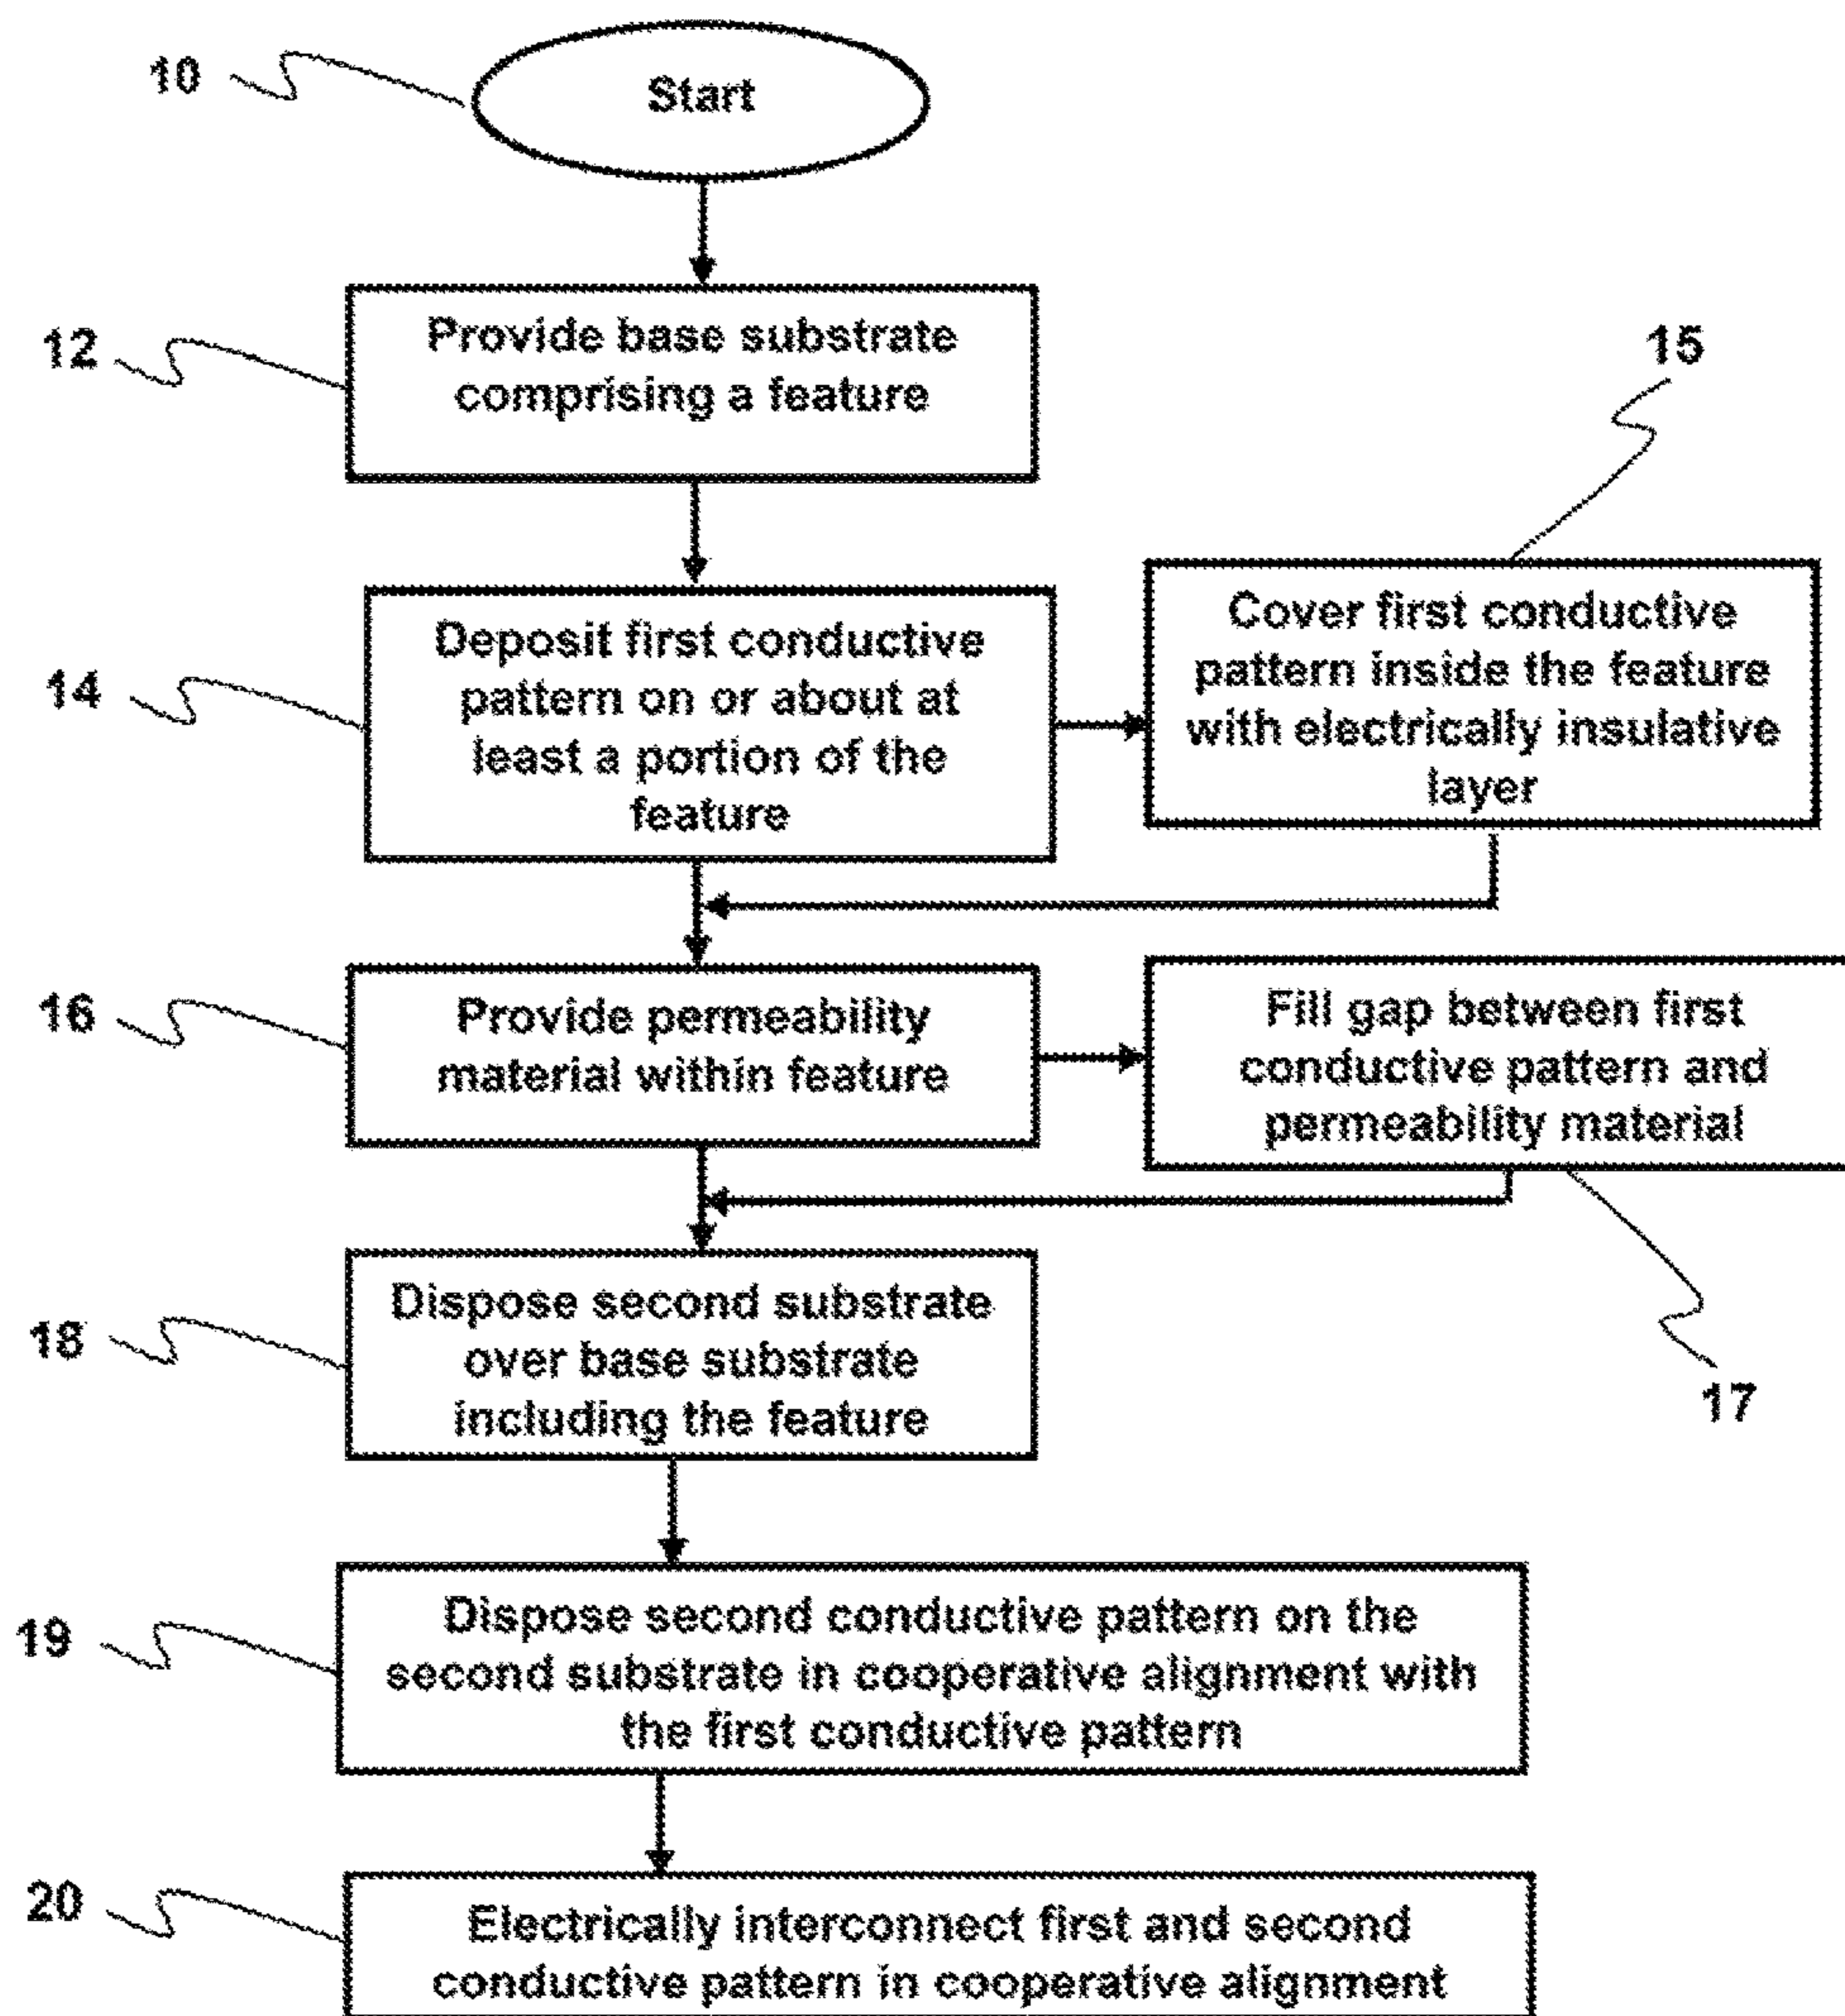 10
Start
12
Provide base substrate
comprising a feature
15
14
Deposit first conductive
pattern on or about at
least a portion of the
feature
Cover first conductive
pattern inside the feature
with electrically insulative
layer
16
Provide permeability
material within feature
Fill gap between first
conductive pattern and
permeability material
18
Dispose second substrate
over base substrate
including the feature
17
19
Dispose second conductive pattern on the
second substrate in cooperative alignment with
the first conductive pattern
20
Electrically interconnect first and second
conductive pattern in cooperative alignment